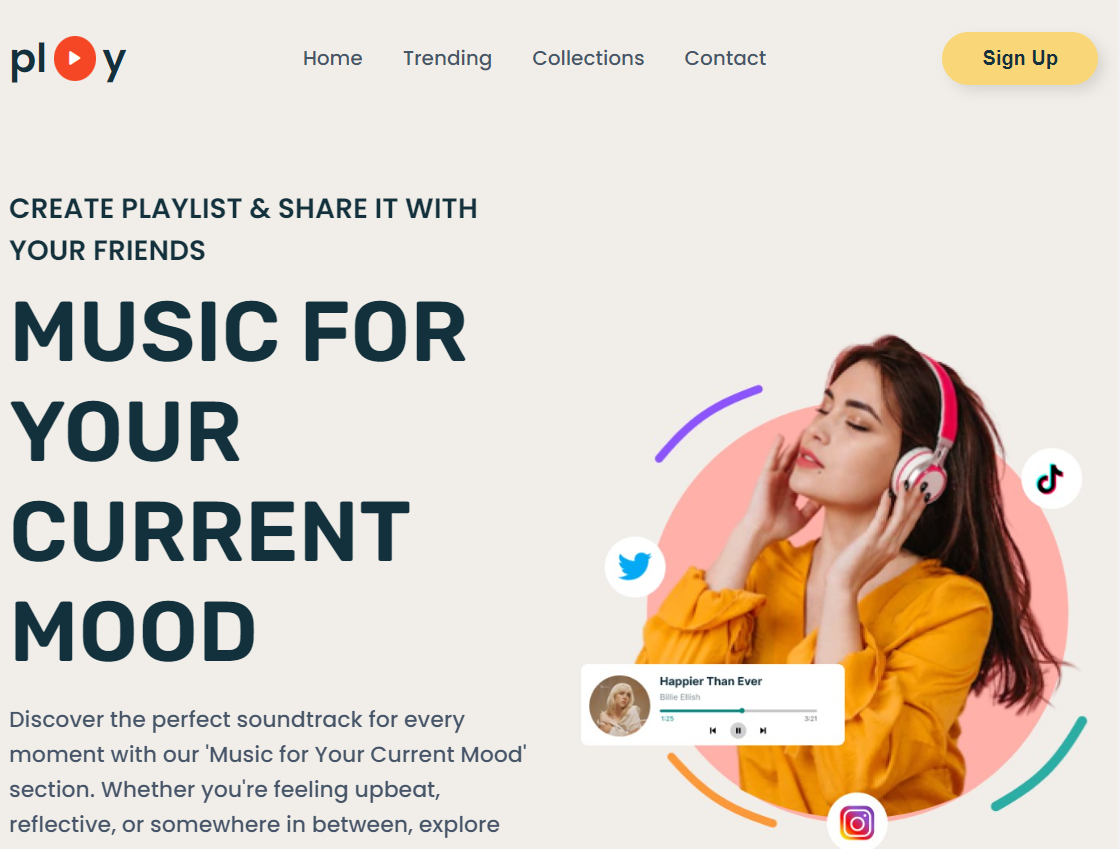 pl y
Home Trending Collections Contact
Sign Up
CREATE PLAYLIST & SHARE IT WITH
YOUR FRIENDS
MUSIC FOR
YOUR
CURRENT
MOOD
Discover the perfect soundtrack for every
moment with our 'Music for Your Current Mood'
section. Whether you're feeling upbeat,
reflective, or somewhere in between, explore
Happier Than Ever
Billie Eilish
1:25 3:21